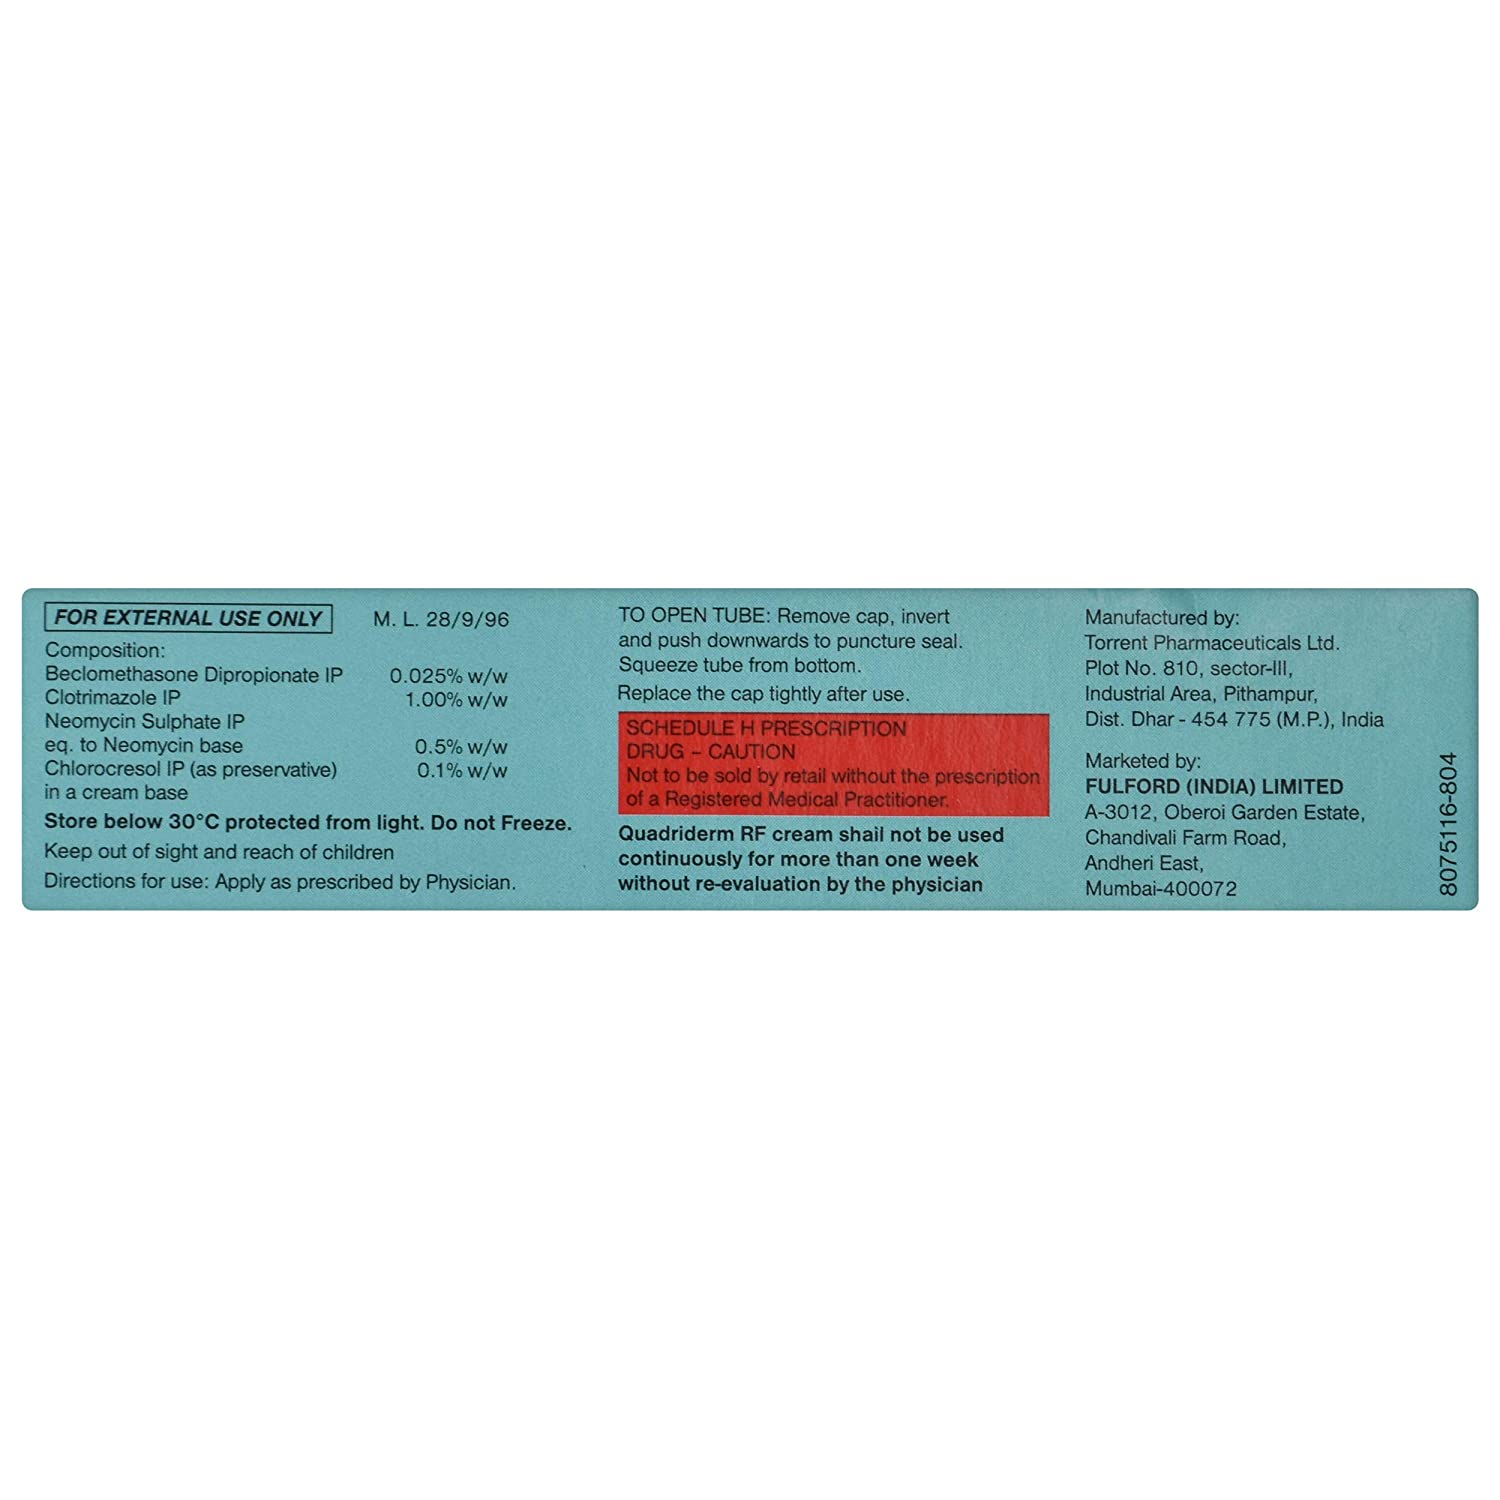 FOR EXTERNAL USE ONLY M. L. 28/9/96
Composition:
Beclomethasone Dipropionate IP 0.025% w/w
Clotrimazole IP 1.00% w/w
Neomycin Sulphate IP
eq. to Neomycin base 0.5% w/w
Chlorocresol IP (as preservative) 0.1% w/w
in a cream base
Store below 30°C protected from light. Do not Freeze.
Keep out of sight and reach of children
Directions for use: Apply as prescribed by Physician.
TO OPEN TUBE: Remove cap, invert
and push downwards to puncture seal.
Squeeze tube from bottom.
Replace the cap tightly after use.
SCHEDULE H PRESCRIPTION
DRUG – CAUTION
Not to be sold by retail without the prescription
of a Registered Medical Practitioner.
Quadriderm RF cream shail not be used
continuously for more than one week
without re-evaluation by the physician
Manufactured by:
Torrent Pharmaceuticals Ltd.
Plot No. 810, sector-III,
Industrial Area, Pithampur,
Dist. Dhar - 454 775 (M.P.), India
Marketed by:
FULFORD (INDIA) LIMITED
A-3012, Oberoi Garden Estate,
Chandivali Farm Road,
Andheri East,
Mumbai-400072
8075116-804